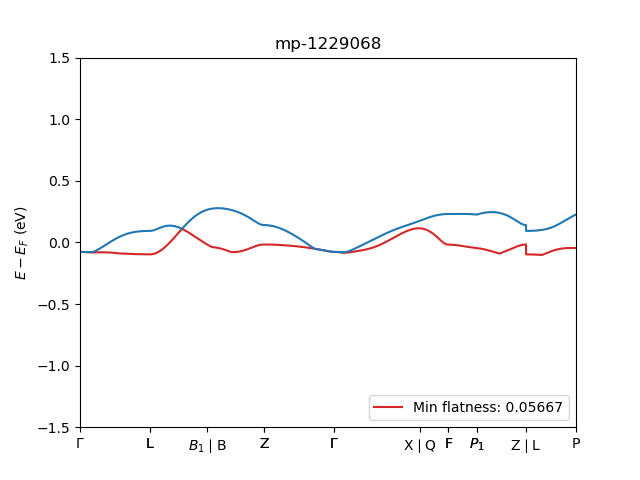 mp-1229068
E − E_F (eV)
1.5
1.0
0.5
0.0
−0.5
−1.0
−1.5
Min flatness: 0.05667
Γ L B₁ | B Z Γ X | Q F P₁ Z | L P